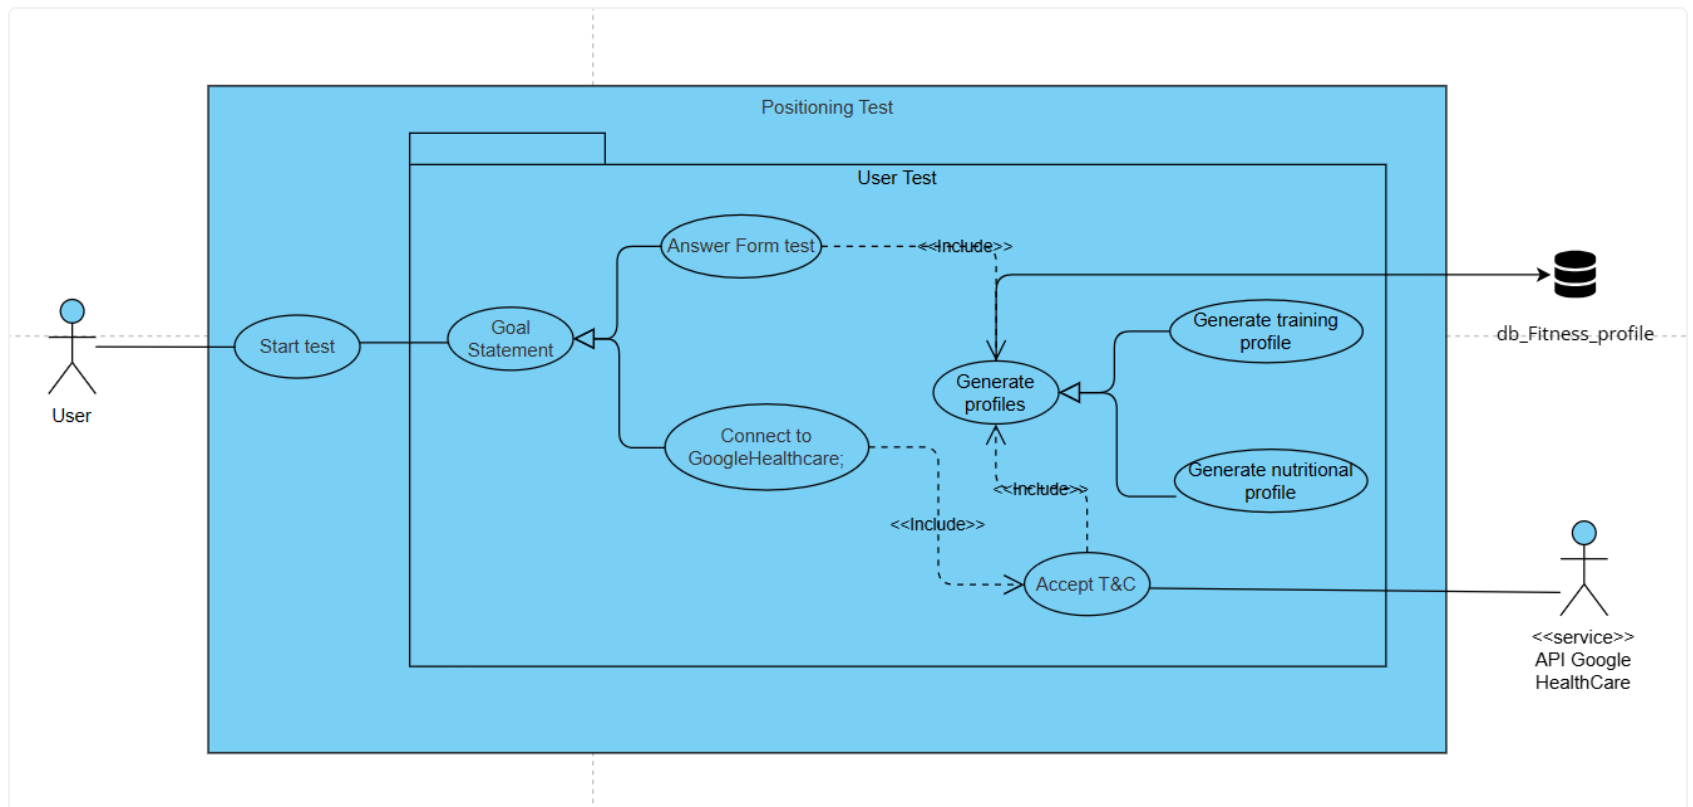 Positioning Test
User Test
Answer Form test
<<Include>>
Goal
Statement
Start test
User
Generate training
profile
db_Fitness_profile
Generate
profiles
Connect to
GoogleHealthcare;
Generate nutritional
profile
<<Include>>
<<Include>>
Accept T&C
<<service>>
API Google
HealthCare